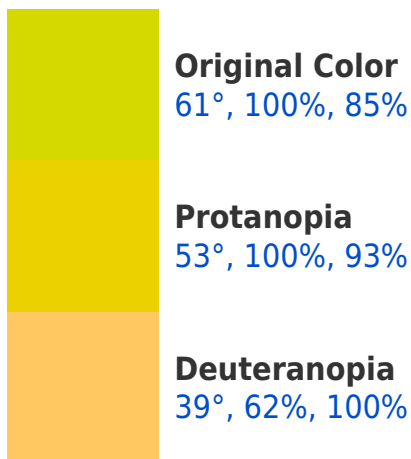 Original Color
61°, 100%, 85%
Protanopia
53°, 100%, 93%
Deuteranopia
39°, 62%, 100%